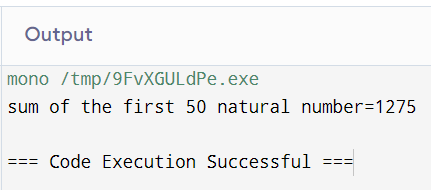 Output
mono /tmp/9FvXGULdPe.exe
sum of the first 50 natural number=1275
=== Code Execution Successful ===